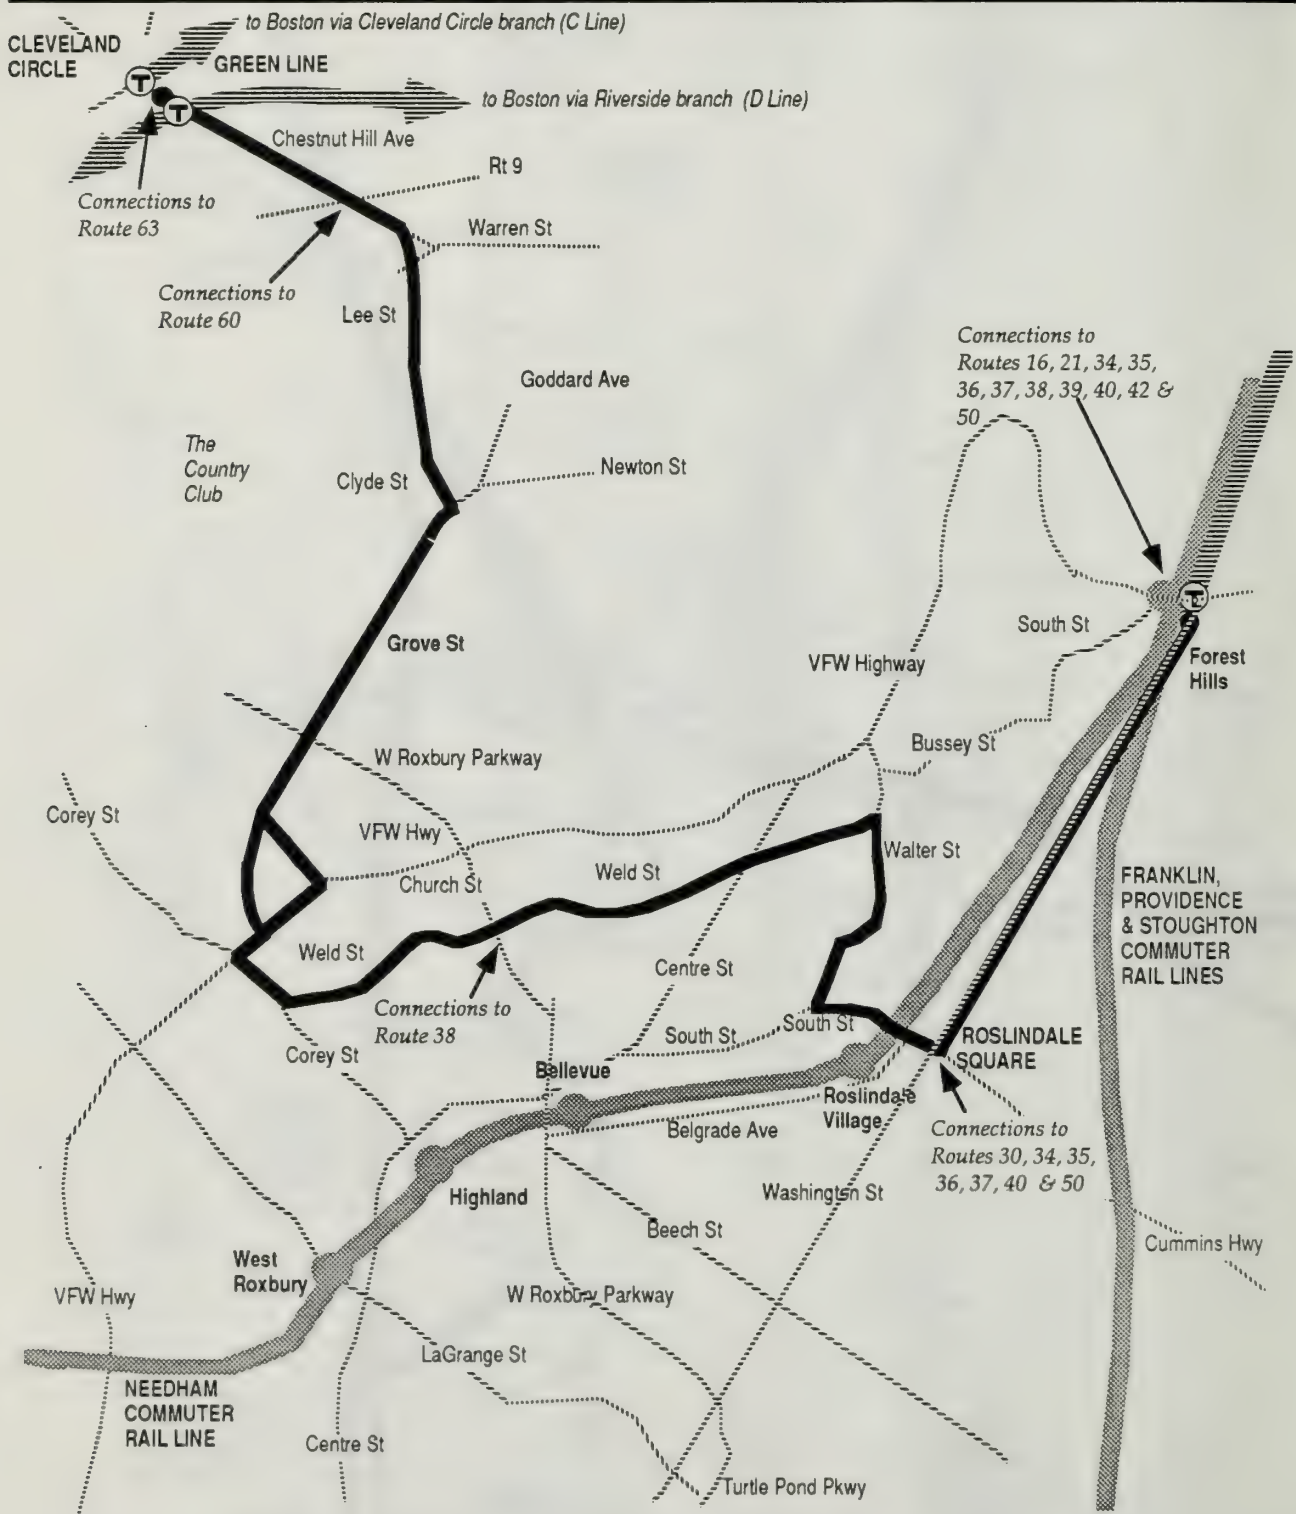 to Boston via Cleveland Circle branch (C Line)
CLEVELAND
CIRCLE
GREEN LINE
T
T
to Boston via Riverside branch (D Line)
Chestnut Hill Ave
Rt 9
Connections to
Route 63
Warren St
Connections to
Route 60
Lee St
Connections to
Routes 16, 21, 34, 35,
36, 37, 38, 39, 40, 42 &
50
Goddard Ave
The
Country
Club
Newton St
Clyde St
T
South St
Grove St
VFW Highway
Forest
Hills
Bussey St
W Roxbury Parkway
Corey St
VFW Hwy
Walter St
Weld St
Church St
FRANKLIN,
PROVIDENCE
& STOUGHTON
COMMUTER
RAIL LINES
Weld St
Centre St
Connections to
Route 38
South St
South St
ROSLINDALE
SQUARE
Corey St
Bellevue
Roslindale
Village
Belgrade Ave
Connections to
Routes 30, 34, 35,
36, 37, 40 & 50
Highland
Washington St
Beech St
Cummins Hwy
West
Roxbury
VFW Hwy
W Roxbury Parkway
LaGrange St
NEEDHAM
COMMUTER
RAIL LINE
Centre St
Turtle Pond Pkwy